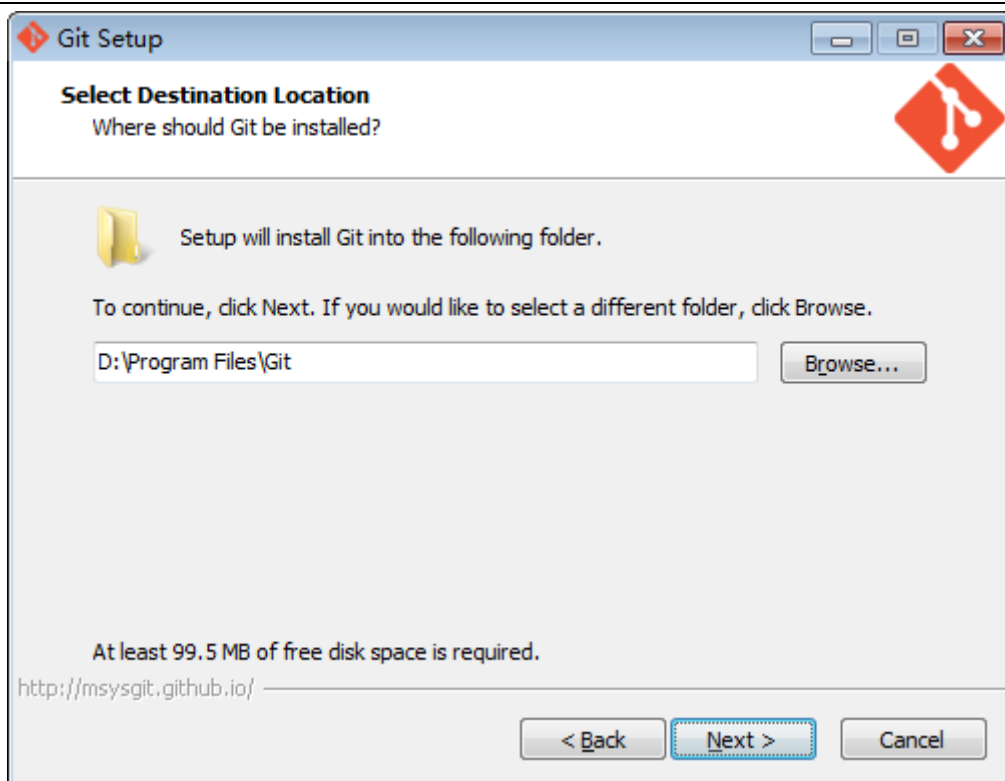 Git Setup
Select Destination Location
Where should Git be installed?
Setup will install Git into the following folder.
To continue, click Next. If you would like to select a different folder, click Browse.
D:\Program Files\Git
Browse...
At least 99.5 MB of free disk space is required.
http://msysgit.github.io/
< Back
Next >
Cancel